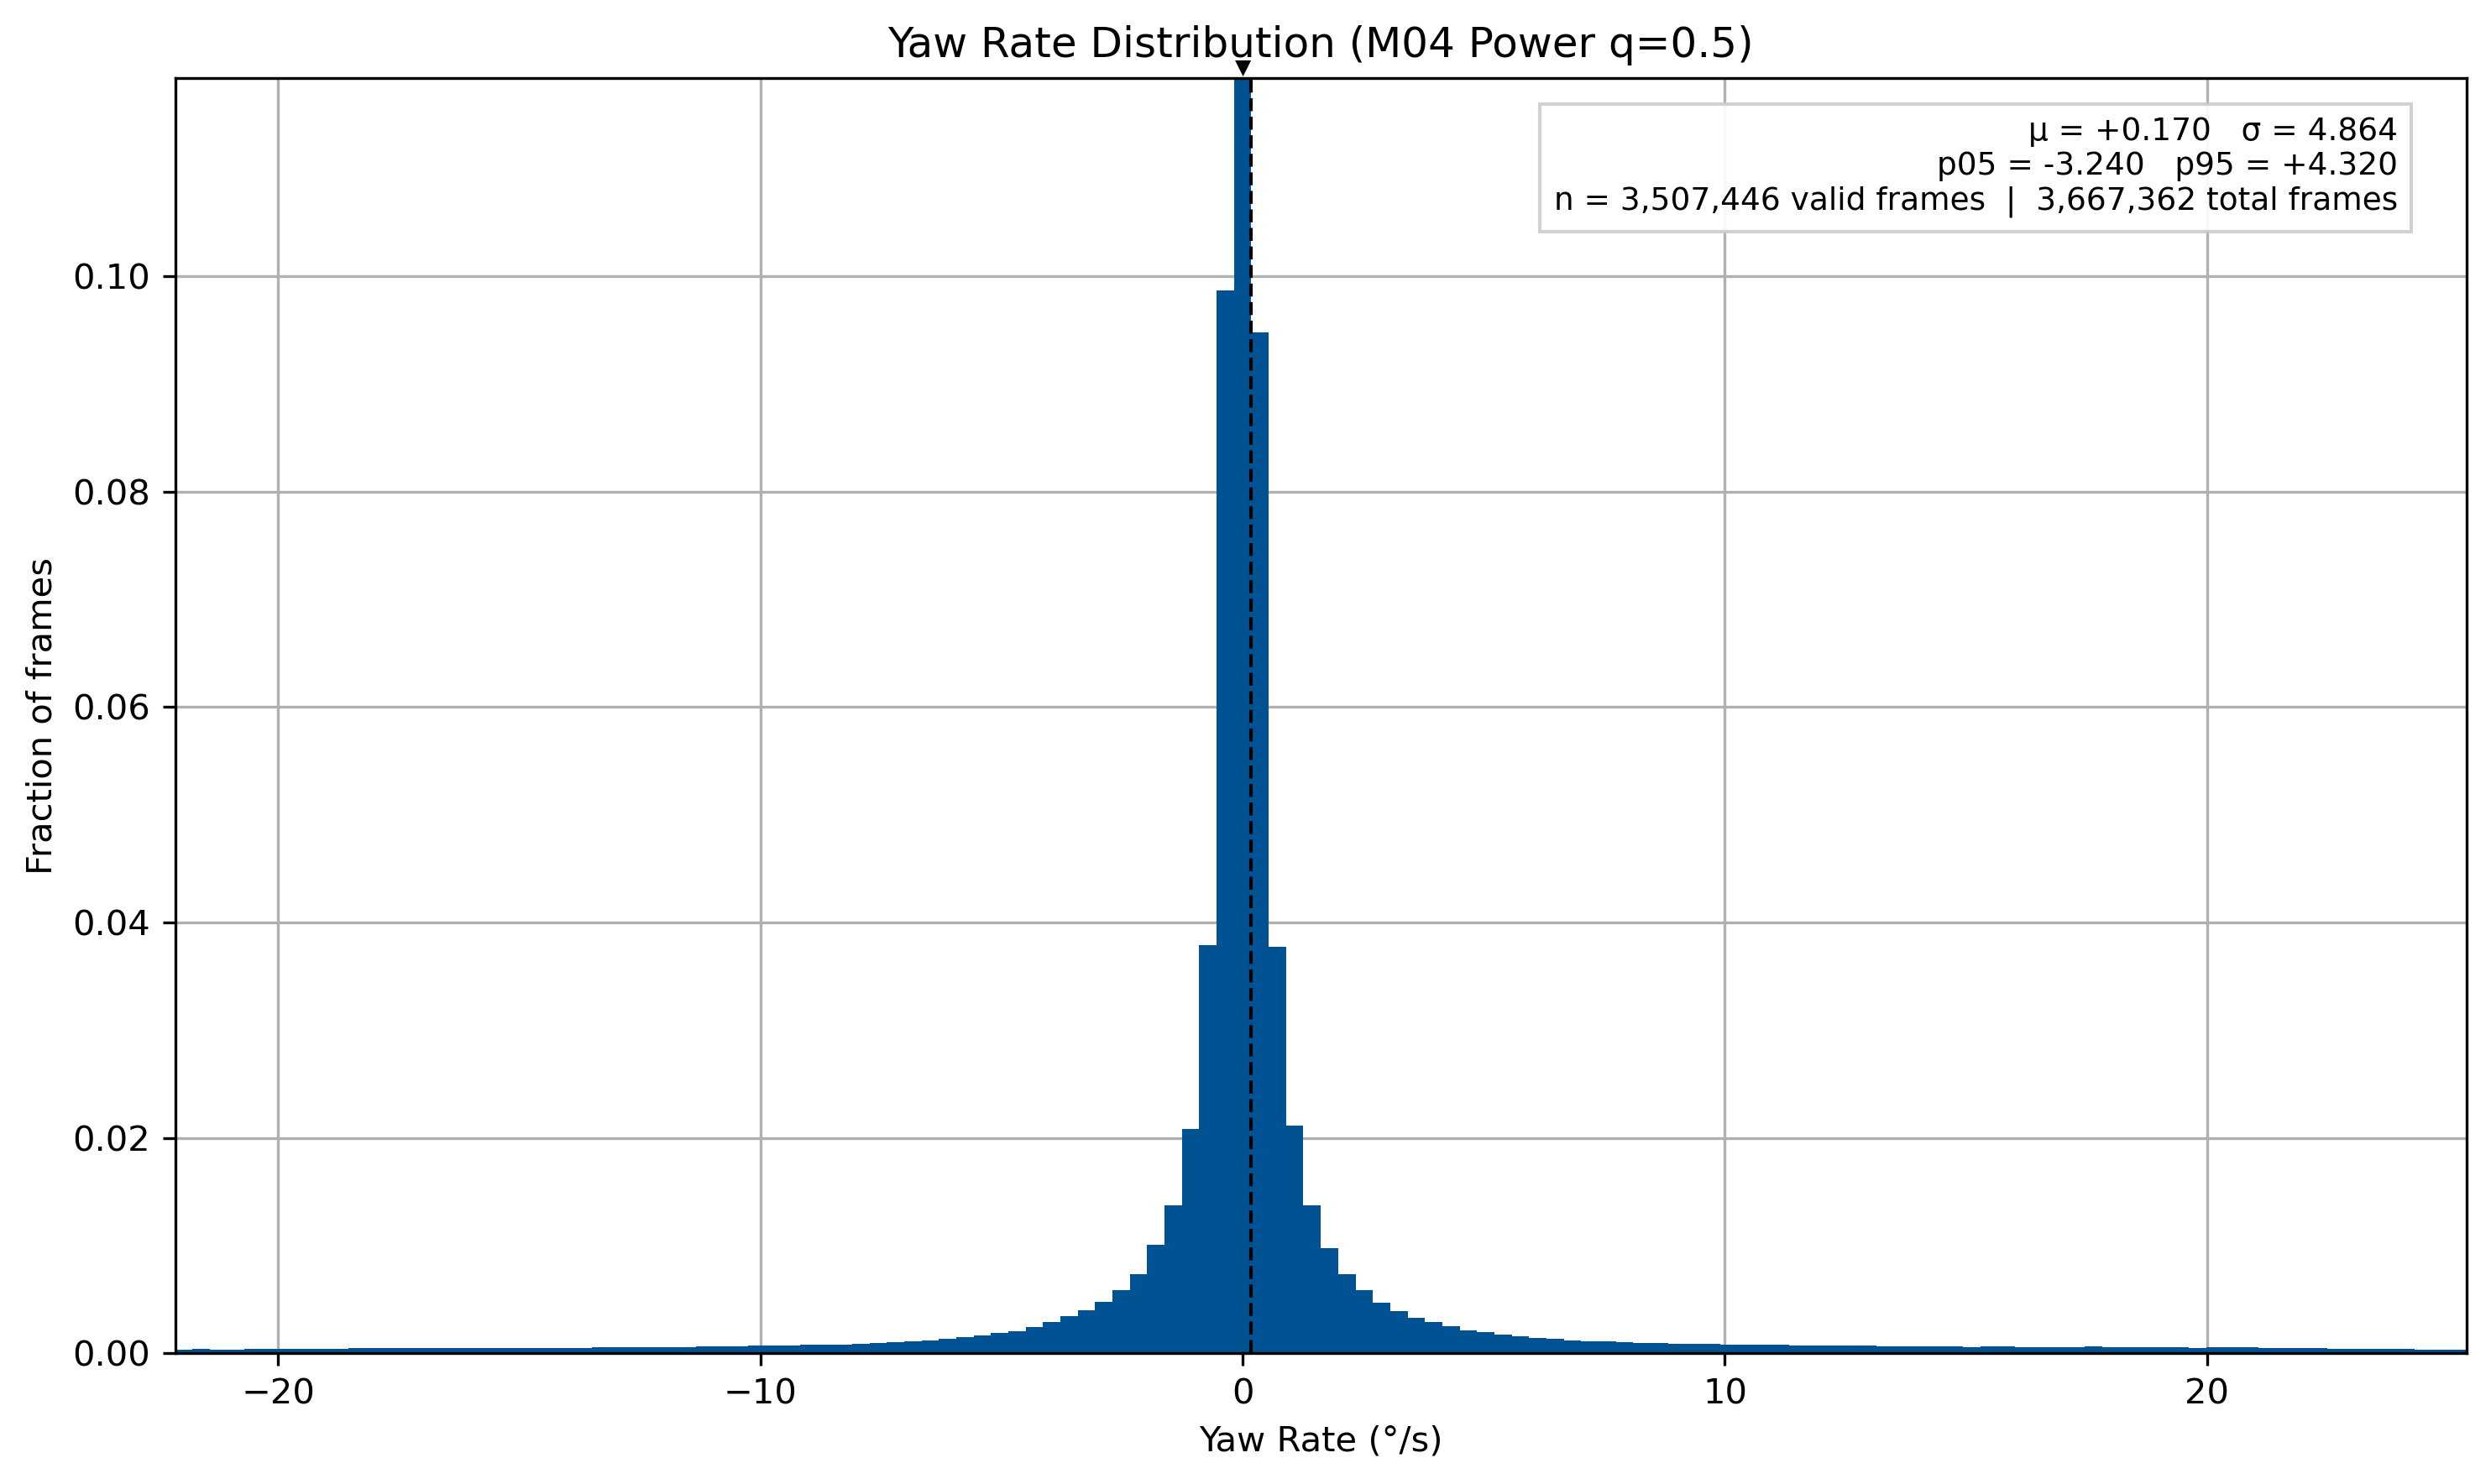 Yaw Rate Distribution (M04 Power q=0.5)
μ = +0.170   σ = 4.864
p05 = -3.240   p95 = +4.320
n = 3,507,446 valid frames  |  3,667,362 total frames
Fraction of frames
0.10
0.08
0.06
0.04
0.02
0.00
−20
−10
0
10
20
Yaw Rate (°/s)